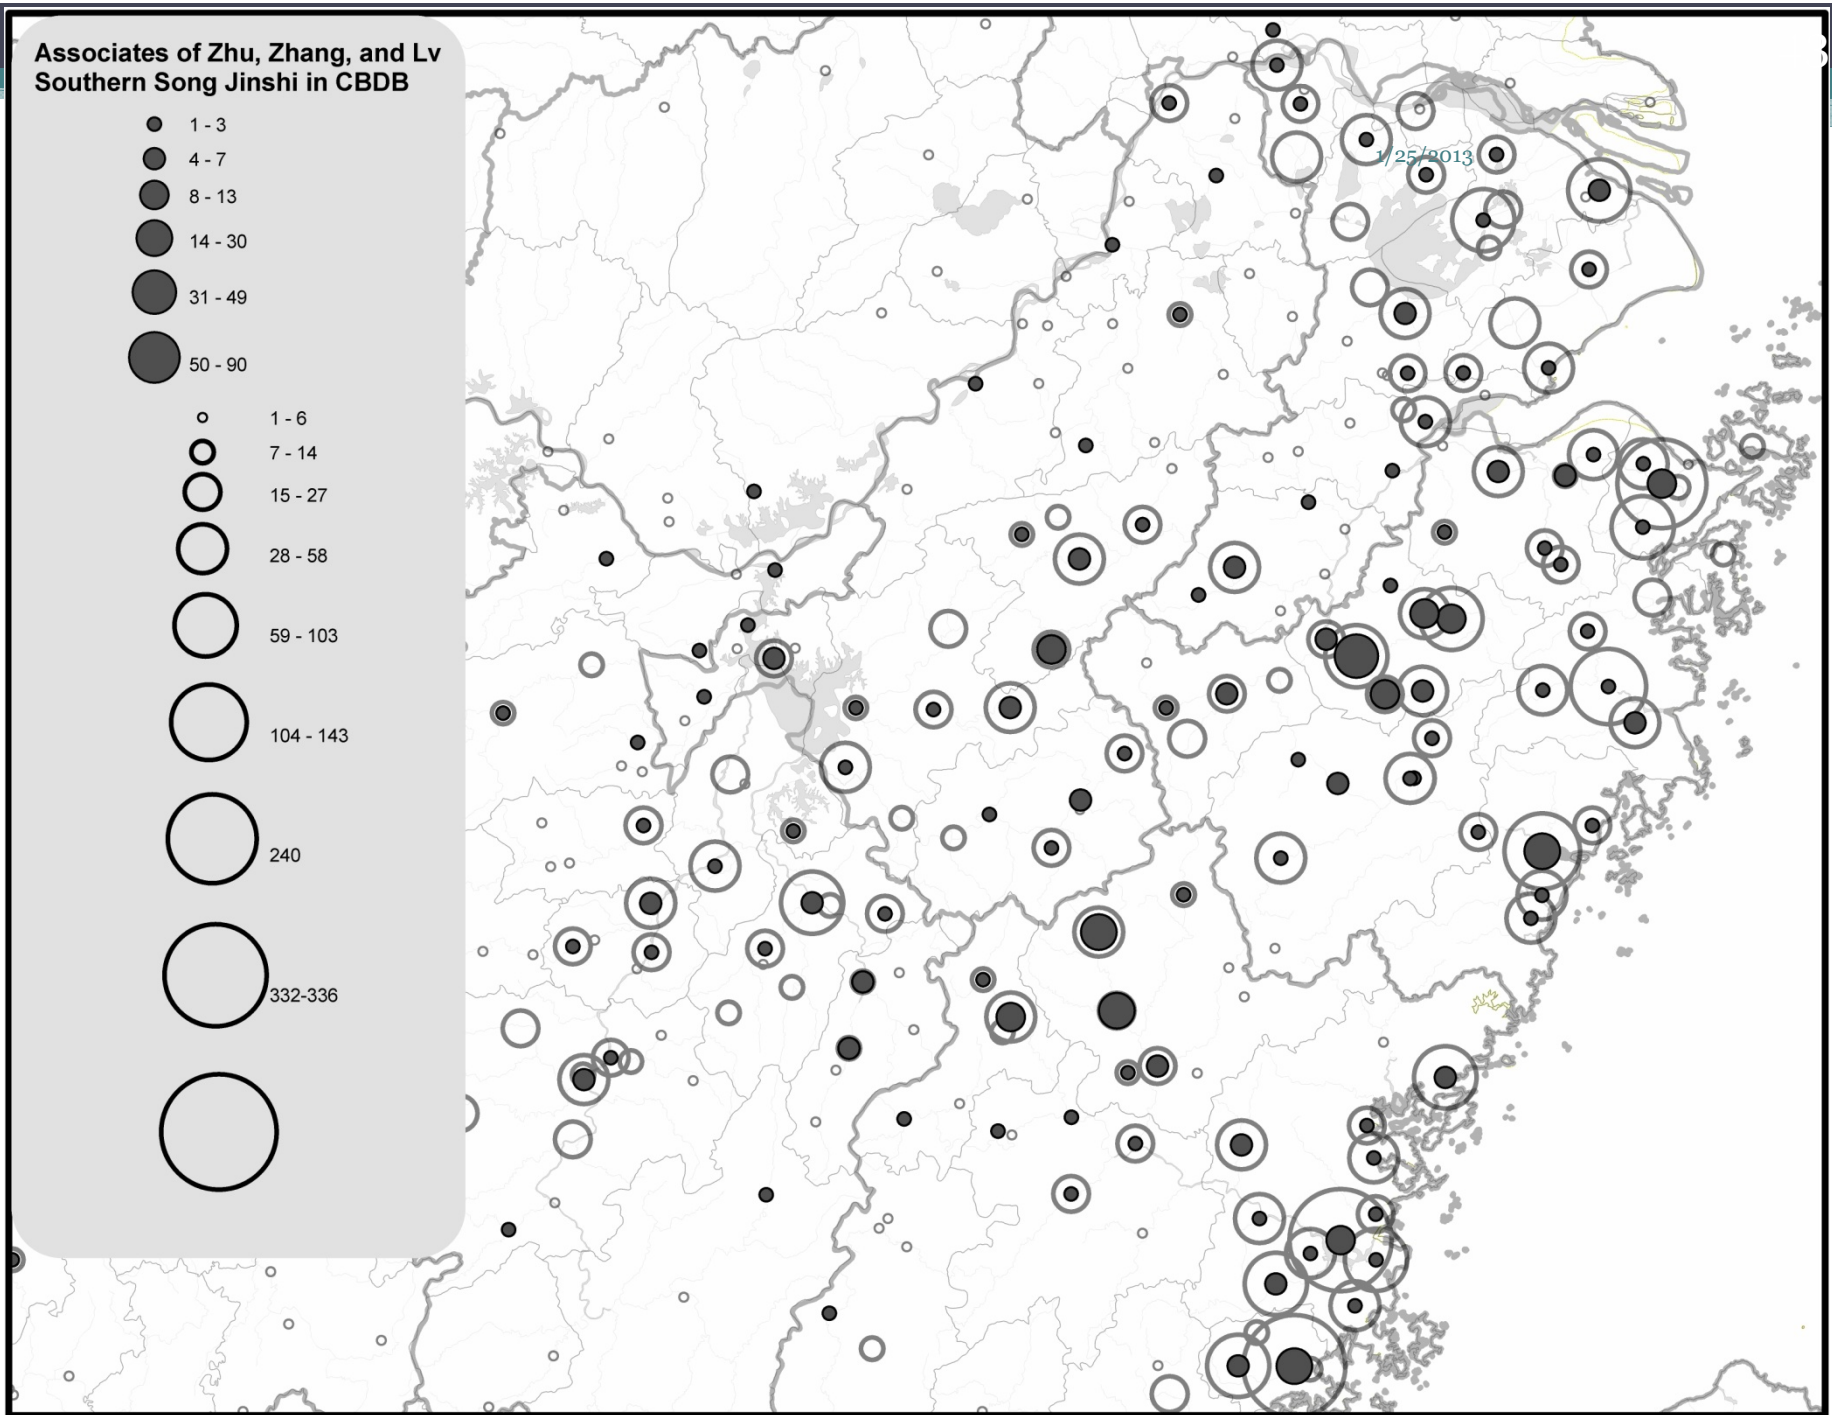 Associates of Zhu, Zhang, and Lv
Southern Song Jinshi in CBDB
1 - 3
4 - 7
8 - 13
14 - 30
31 - 49
50 - 90
1 - 6
7 - 14
15 - 27
28 - 58
59 - 103
104 - 143
240
332-336
1/25/2013